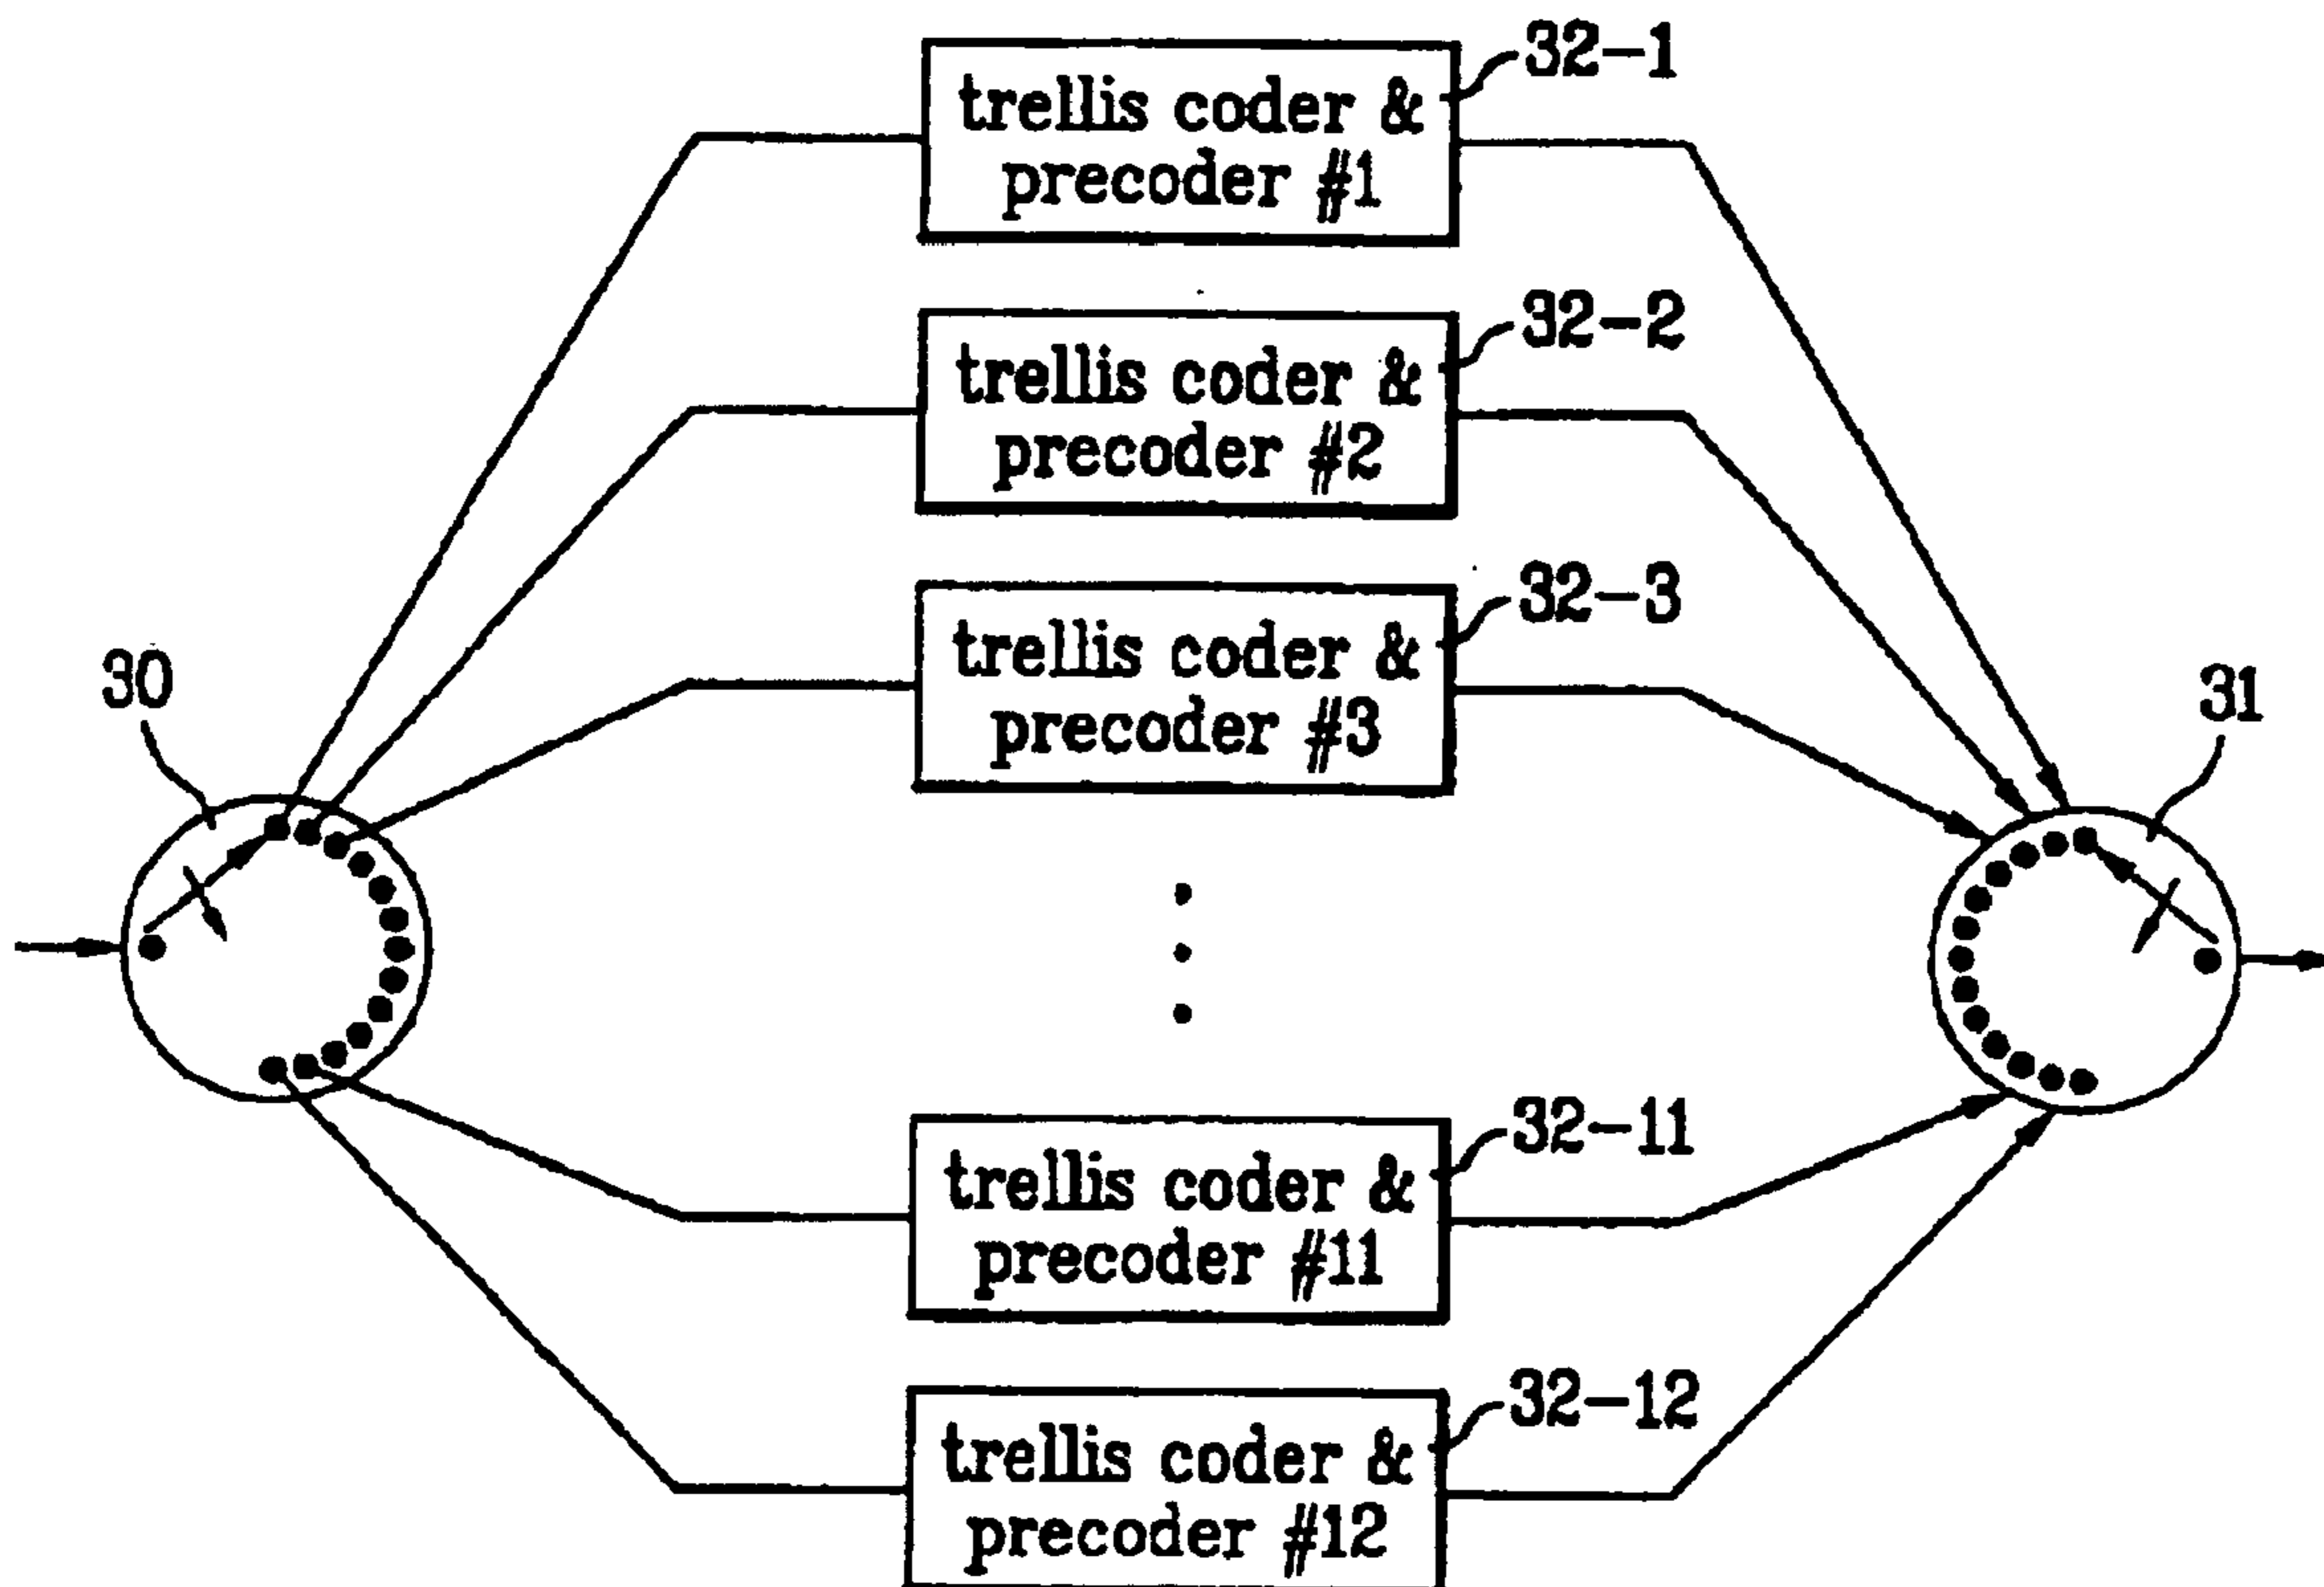 32-1
trellis coder &
precoder #1
32-2
trellis coder &
precoder #2
32-3
trellis coder &
precoder #3
30
31
32-11
trellis coder &
precoder #11
32-12
trellis coder &
precoder #12